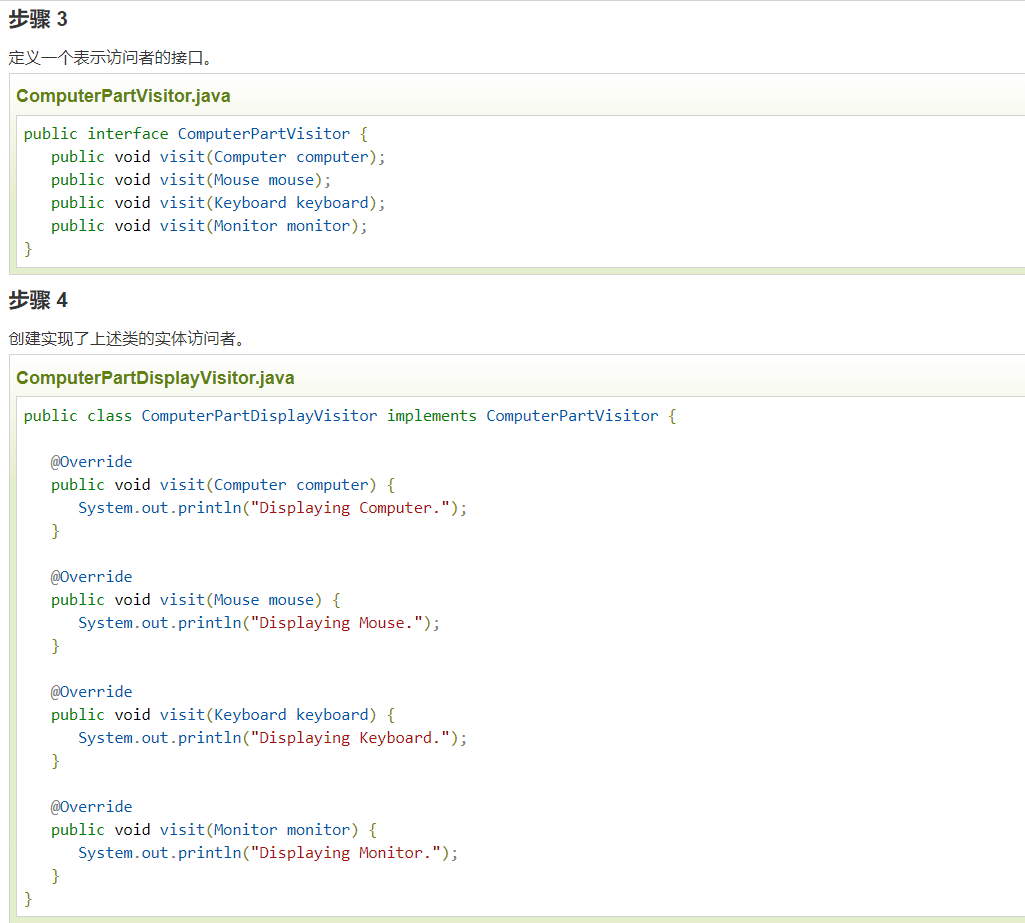 步骤 3
定义一个表示访问者的接口。
ComputerPartVisitor.java
public interface ComputerPartVisitor {
   public void visit(Computer computer);
   public void visit(Mouse mouse);
   public void visit(Keyboard keyboard);
   public void visit(Monitor monitor);
}
步骤 4
创建实现了上述类的实体访问者。
ComputerPartDisplayVisitor.java
public class ComputerPartDisplayVisitor implements ComputerPartVisitor {
   @Override
   public void visit(Computer computer) {
      System.out.println("Displaying Computer.");
   }
   @Override
   public void visit(Mouse mouse) {
      System.out.println("Displaying Mouse.");
   }
   @Override
   public void visit(Keyboard keyboard) {
      System.out.println("Displaying Keyboard.");
   }
   @Override
   public void visit(Monitor monitor) {
      System.out.println("Displaying Monitor.");
   }
}